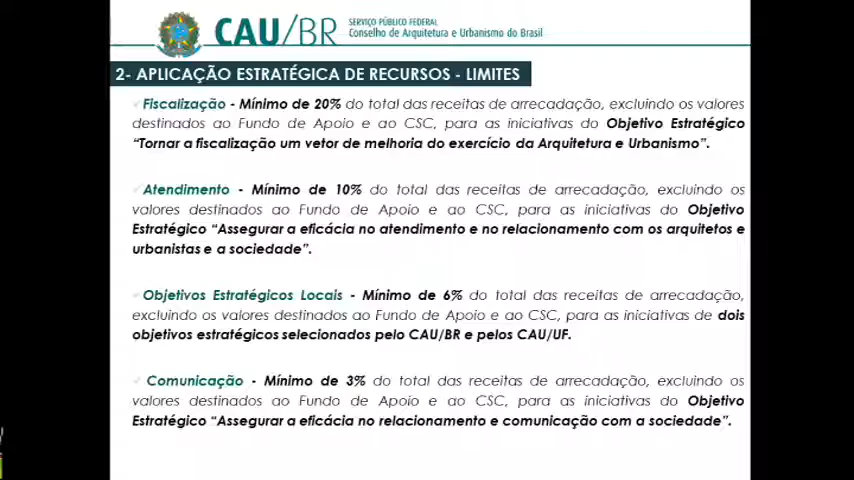 CAU/BR
SERVIÇO PÚBLICO FEDERAL
Conselho de Arquitetura e Urbanismo do Brasil
2- APLICAÇÃO ESTRATÉGICA DE RECURSOS - LIMITES
Fiscalização - Mínimo de 20% do total das receitas de arrecadação, excluindo os valores
destinados ao Fundo de Apoio e ao CSC, para as iniciativas do Objetivo Estratégico
“Tornar a fiscalização um vetor de melhoria do exercício da Arquitetura e Urbanismo”.
Atendimento - Mínimo de 10% do total das receitas de arrecadação, excluindo os
valores destinados ao Fundo de Apoio e ao CSC, para as iniciativas do Objetivo
Estratégico “Assegurar a eficácia no atendimento e no relacionamento com os arquitetos e
urbanistas e a sociedade”.
Objetivos Estratégicos Locais - Mínimo de 6% do total das receitas de arrecadação,
excluindo os valores destinados ao Fundo de Apoio e ao CSC, para as iniciativas de dois
objetivos estratégicos selecionados pelo CAU/BR e pelos CAU/UF.
Comunicação - Mínimo de 3% do total das receitas de arrecadação, excluindo os
valores destinados ao Fundo de Apoio e ao CSC, para as iniciativas do Objetivo
Estratégico “Assegurar a eficácia no relacionamento e comunicação com a sociedade”.